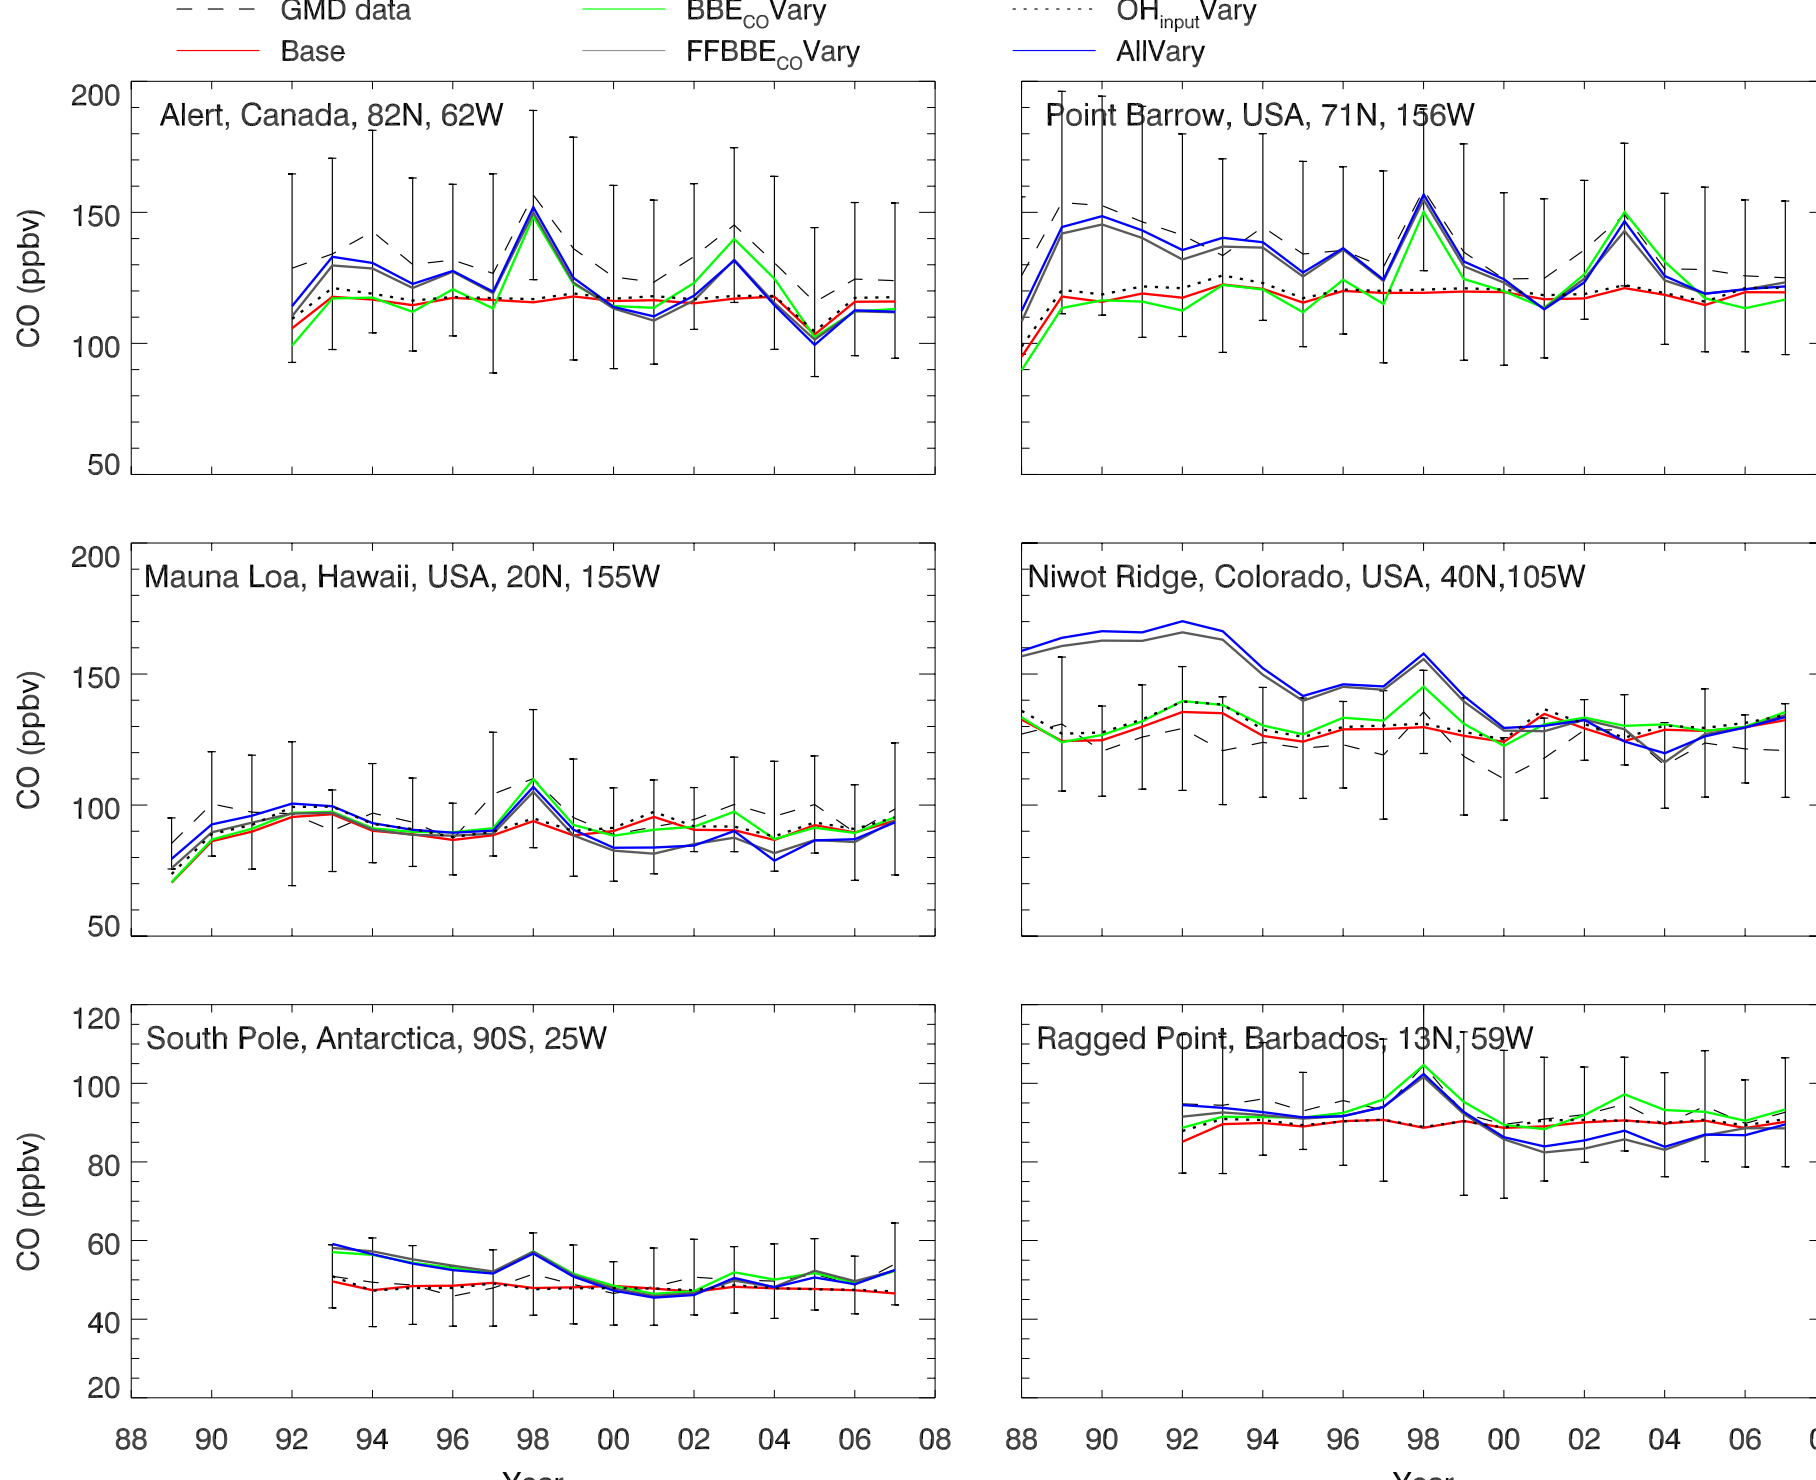 GMD data BBECOVary OHinputVary
Base FFBBECOVary AllVary
Alert, Canada, 82N, 62W
Point Barrow, USA, 71N, 156W
200
150
100
50
CO (ppbv)
Mauna Loa, Hawaii, USA, 20N, 155W
Niwot Ridge, Colorado, USA, 40N,105W
200
150
100
50
CO (ppbv)
South Pole, Antarctica, 90S, 25W
Ragged Point, Barbados, 13N, 59W
120
100
80
60
40
20
CO (ppbv)
88 90 92 94 96 98 00 02 04 06 08
88 90 92 94 96 98 00 02 04 06 0
Year Year